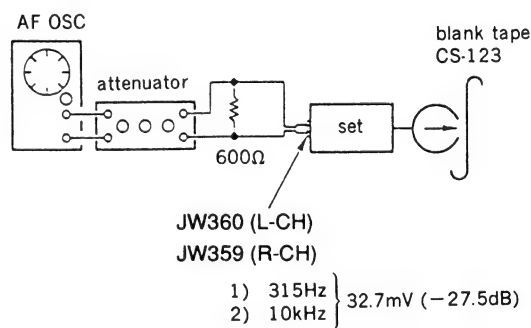 AF OSC
attenuator
600Ω
set
blank tape
CS-123
JW360 (L-CH)
JW359 (R-CH)
1) 315Hz
2) 10kHz
32.7mV (−27.5dB)